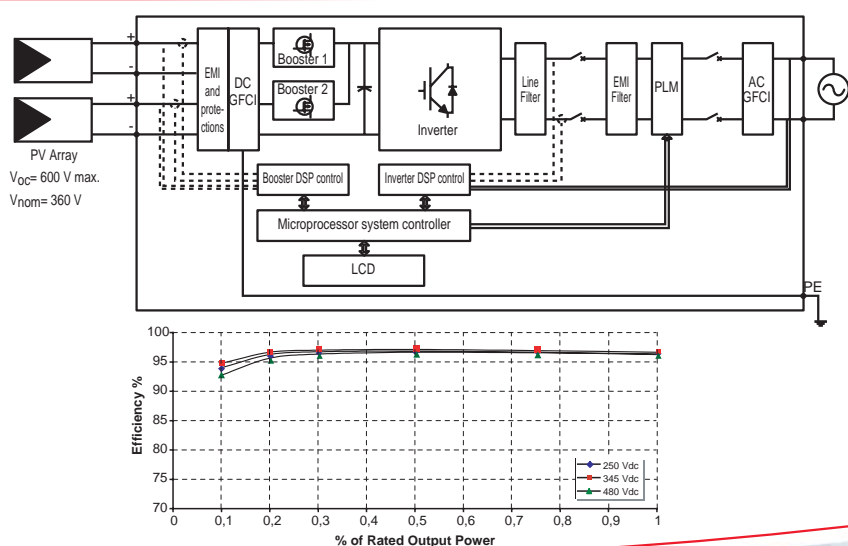 +
-
+
-
PV Array
VOC= 600 V max.
Vnom= 360 V
EMI
and
prote-
ctions
DC
GFCI
Booster 1
Booster 2
Inverter
Line
Filter
EMI
Filter
PLM
AC
GFCI
Booster DSP control
Inverter DSP control
Microprocessor system controller
LCD
PE
Efficiency %
100
95
90
85
80
75
70
0
0,1
0,2
0,3
0,4
0,5
0,6
0,7
0,8
0,9
1
% of Rated Output Power
250 Vdc
345 Vdc
480 Vdc